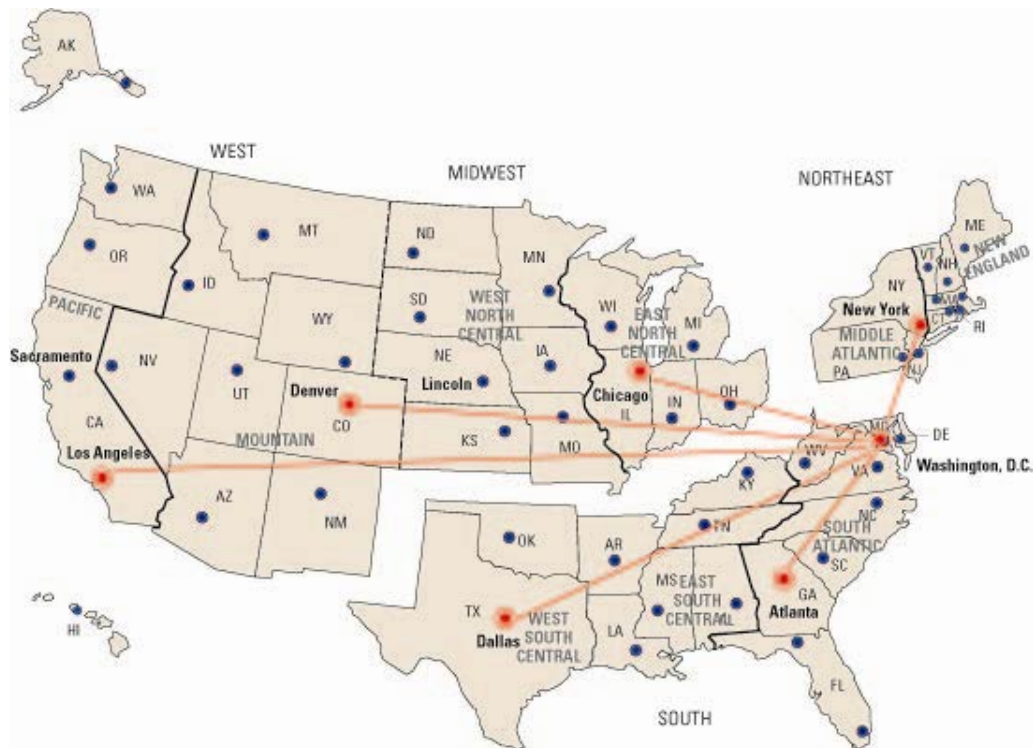 AK
WEST
MIDWEST
NORTHEAST
WA
MT
ND
MN
ME
VT
NH
NEW
ENGLAND
OR
ID
SD
WI
MI
NY
PACIFIC
WY
WEST
NORTH
CENTRAL
EAST
NORTH
CENTRAL
New York
CT
RI
MIDDLE
ATLANTIC
PA
NJ
Sacramento
NV
UT
NE
IA
Lincoln
Denver
Chicago
IL
IN
OH
CA
CO
MOUNTAIN
KS
MO
WV
DE
Los Angeles
VA
Washington, D.C.
KY
AZ
NM
NC
OK
AR
TN
SOUTH
ATLANTIC
SC
MS
EAST
SOUTH
CENTRAL
GA
Atlanta
HI
TX
Dallas
WEST
SOUTH
CENTRAL
LA
FL
SOUTH